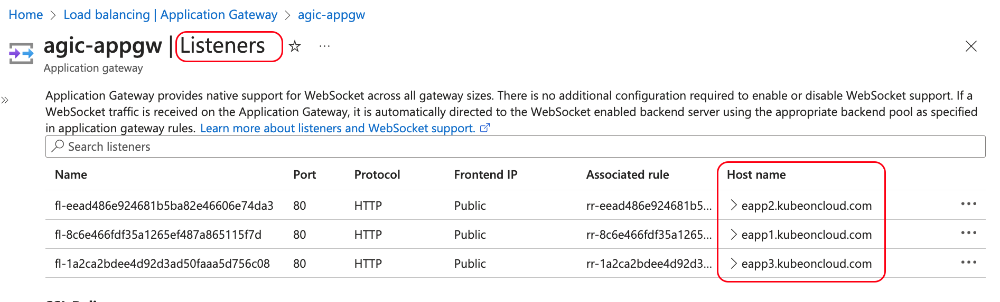 Home > Load balancing | Application Gateway > agic-appgw
agic-appgw | Listeners ☆ ...
Application gateway
Application Gateway provides native support for WebSocket across all gateway sizes. There is no additional configuration required to enable or disable WebSocket support. If a
WebSocket traffic is received on the Application Gateway, it is automatically directed to the WebSocket enabled backend server using the appropriate backend pool as specified
in application gateway rules. Learn more about listeners and WebSocket support.
Search listeners
Name Port Protocol Frontend IP Associated rule Host name
fl-eead486e924681b5ba82e46606e74da3 80 HTTP Public rr-eead486e924681b5... > eapp2.kubeoncloud.com ...
fl-8c6e466fdf35a1265ef487a865115f7d 80 HTTP Public rr-8c6e466fdf35a1265... > eapp1.kubeoncloud.com ...
fl-1a2ca2bdee4d92d3ad50faaa5d756c08 80 HTTP Public rr-1a2ca2bdee4d92d3... > eapp3.kubeoncloud.com ...